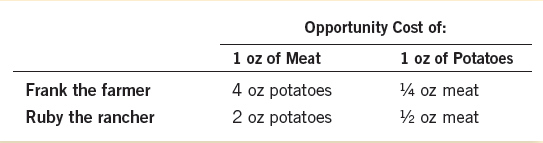 Opportunity Cost of:
1 oz of Meat 1 oz of Potatoes
Frank the farmer 4 oz potatoes ¼ oz meat
Ruby the rancher 2 oz potatoes ½ oz meat